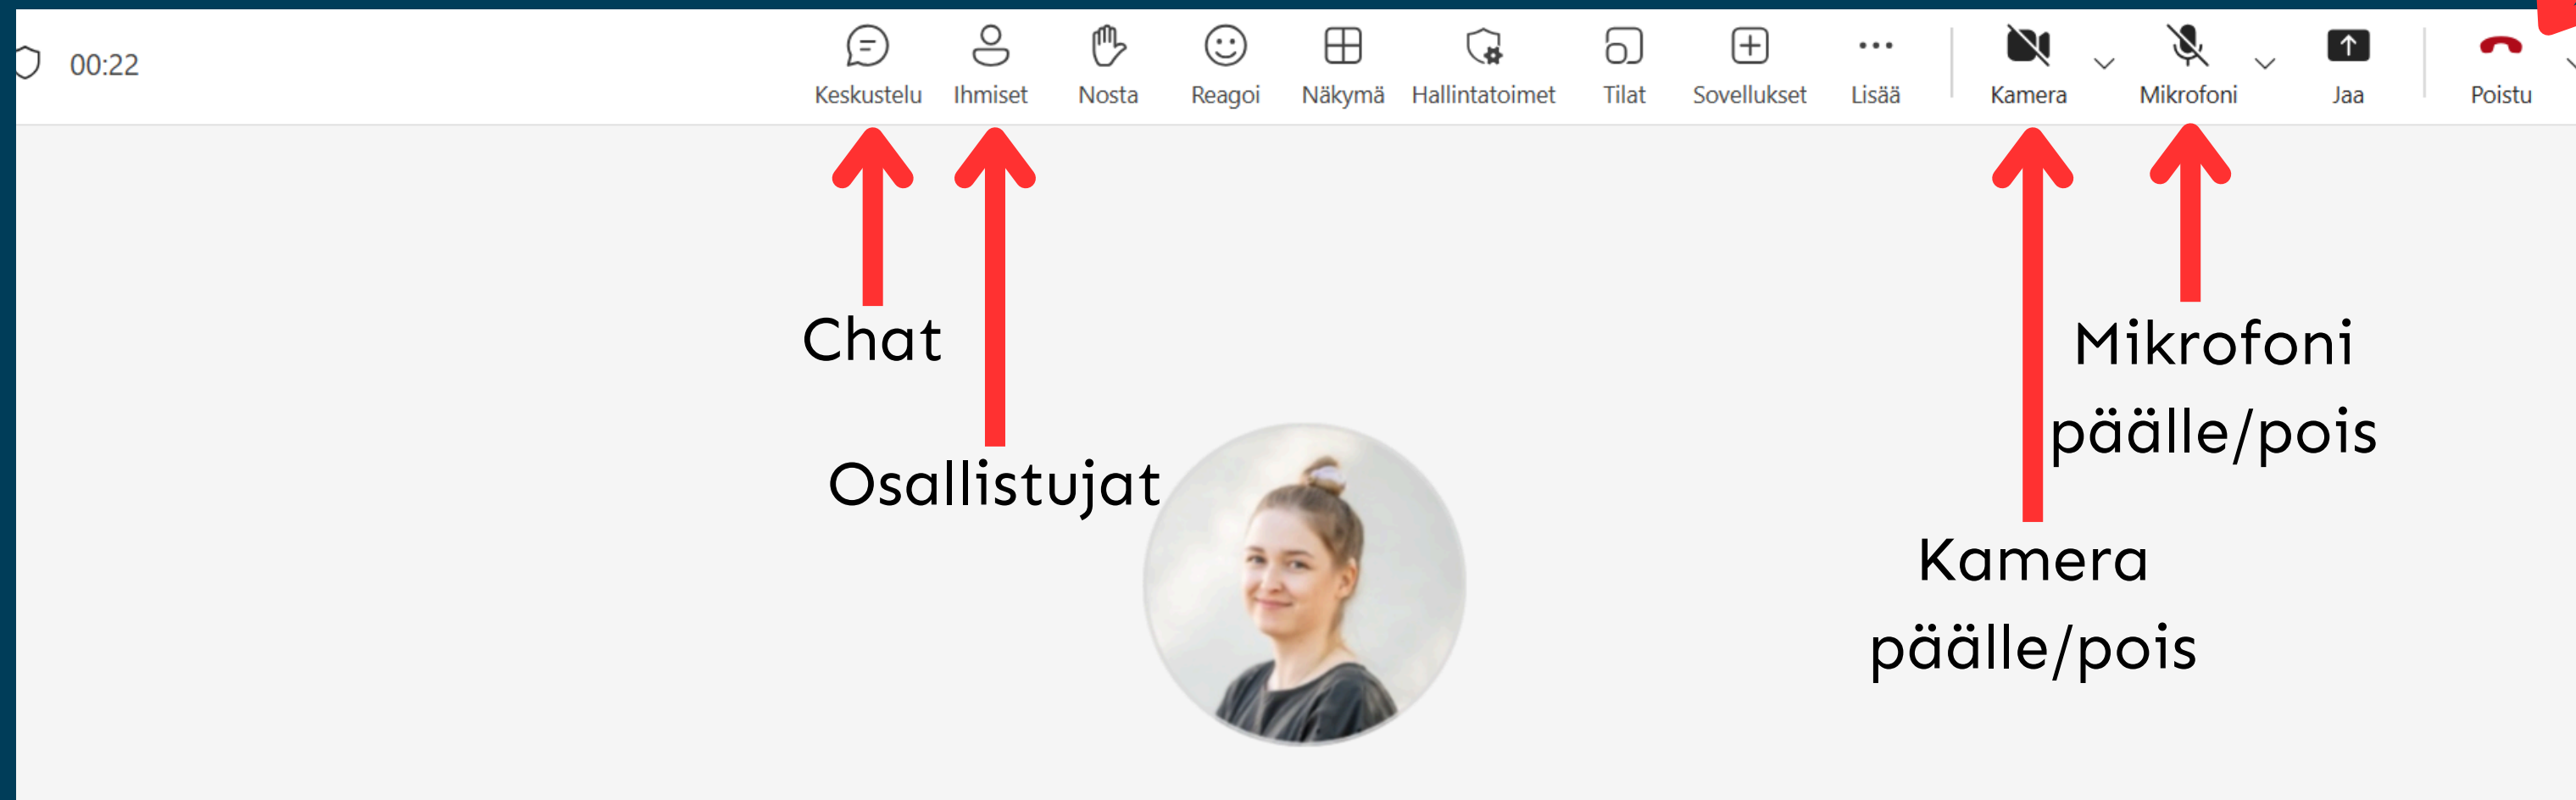 00:22
Keskustelu Ihmiset Nosta Reagoi Näkymä Hallintatoimet Tilat Sovellukset Lisää Kamera Mikrofoni Jaa Poistu
Chat
Osallistujat
Mikrofoni
päälle/pois
Kamera
päälle/pois